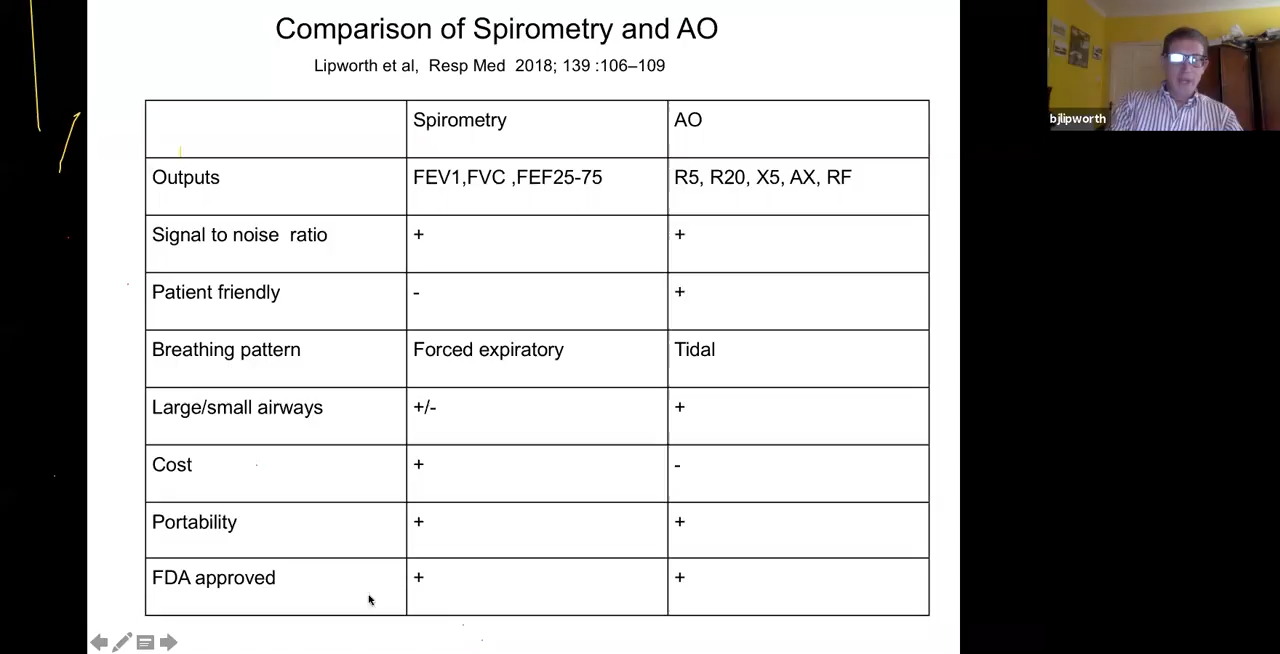 Comparison of Spirometry and AO
Lipworth et al, Resp Med 2018; 139 :106–109
Spirometry AO
Outputs FEV1,FVC ,FEF25-75 R5, R20, X5, AX, RF
Signal to noise ratio + +
Patient friendly - +
Breathing pattern Forced expiratory Tidal
Large/small airways +/- +
Cost + -
Portability + +
FDA approved + +
bjlipworth